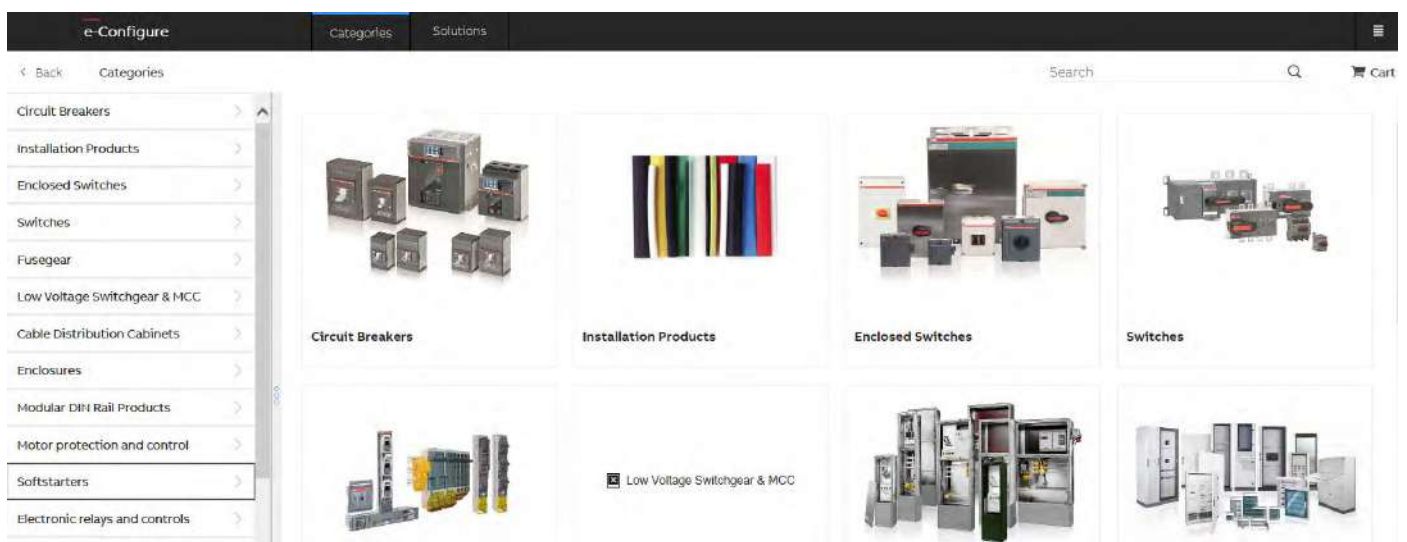 e-Configure
Categories
Solutions
Back
Categories
Search
Cart
Circuit Breakers
Installation Products
Enclosed Switches
Switches
Fusegear
Low Voltage Switchgear & MCC
Cable Distribution Cabinets
Enclosures
Modular DIN Rail Products
Motor protection and control
Softstarters
Electronic relays and controls
Circuit Breakers
Installation Products
Enclosed Switches
Switches
Low Voltage Switchgear & MCC